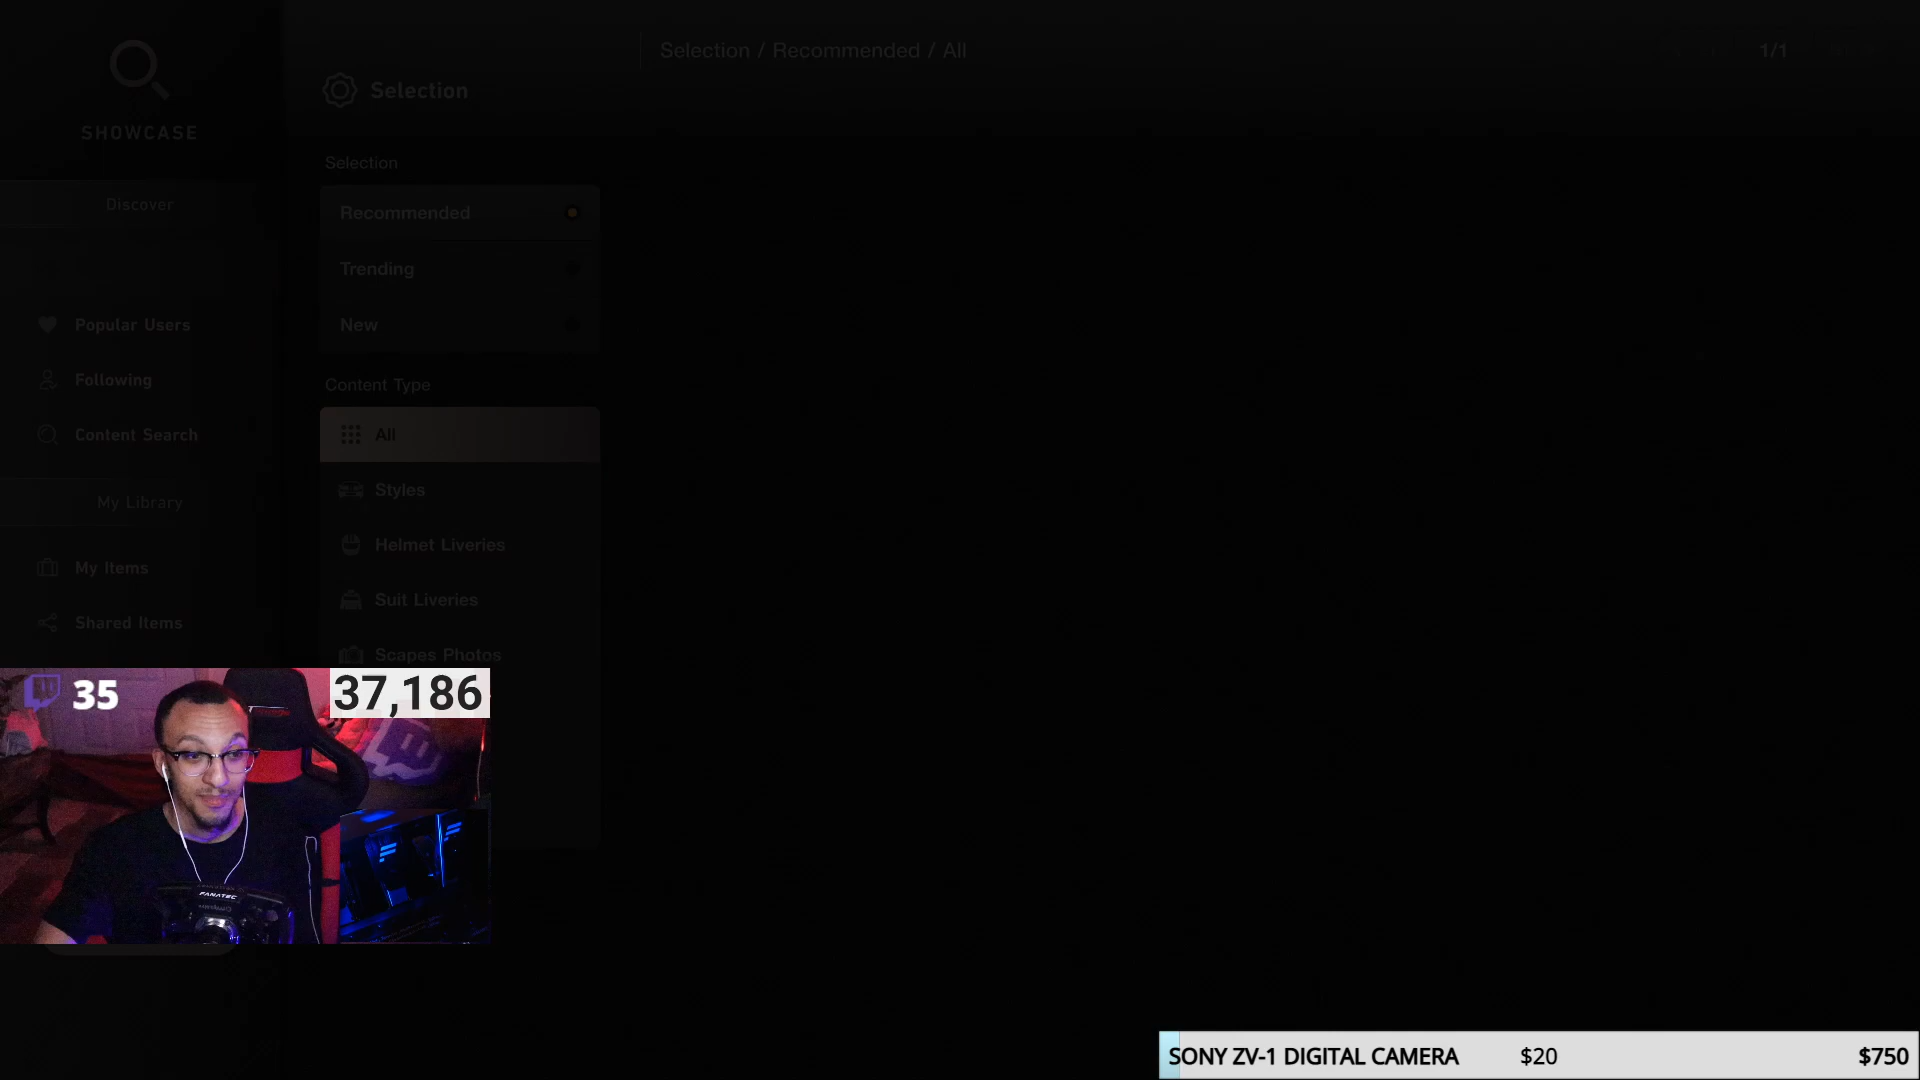 SHOWCASE
Discover
Popular Users
Following
Content Search
My Library
My Items
Shared Items
Selection / Recommended / All
1/1
Selection
Selection
Recommended
Trending
New
Content Type
All
Styles
Helmet Liveries
Suit Liveries
Scapes Photos
35
37,186
FANATEC
SONY ZV-1 DIGITAL CAMERA $20 $750